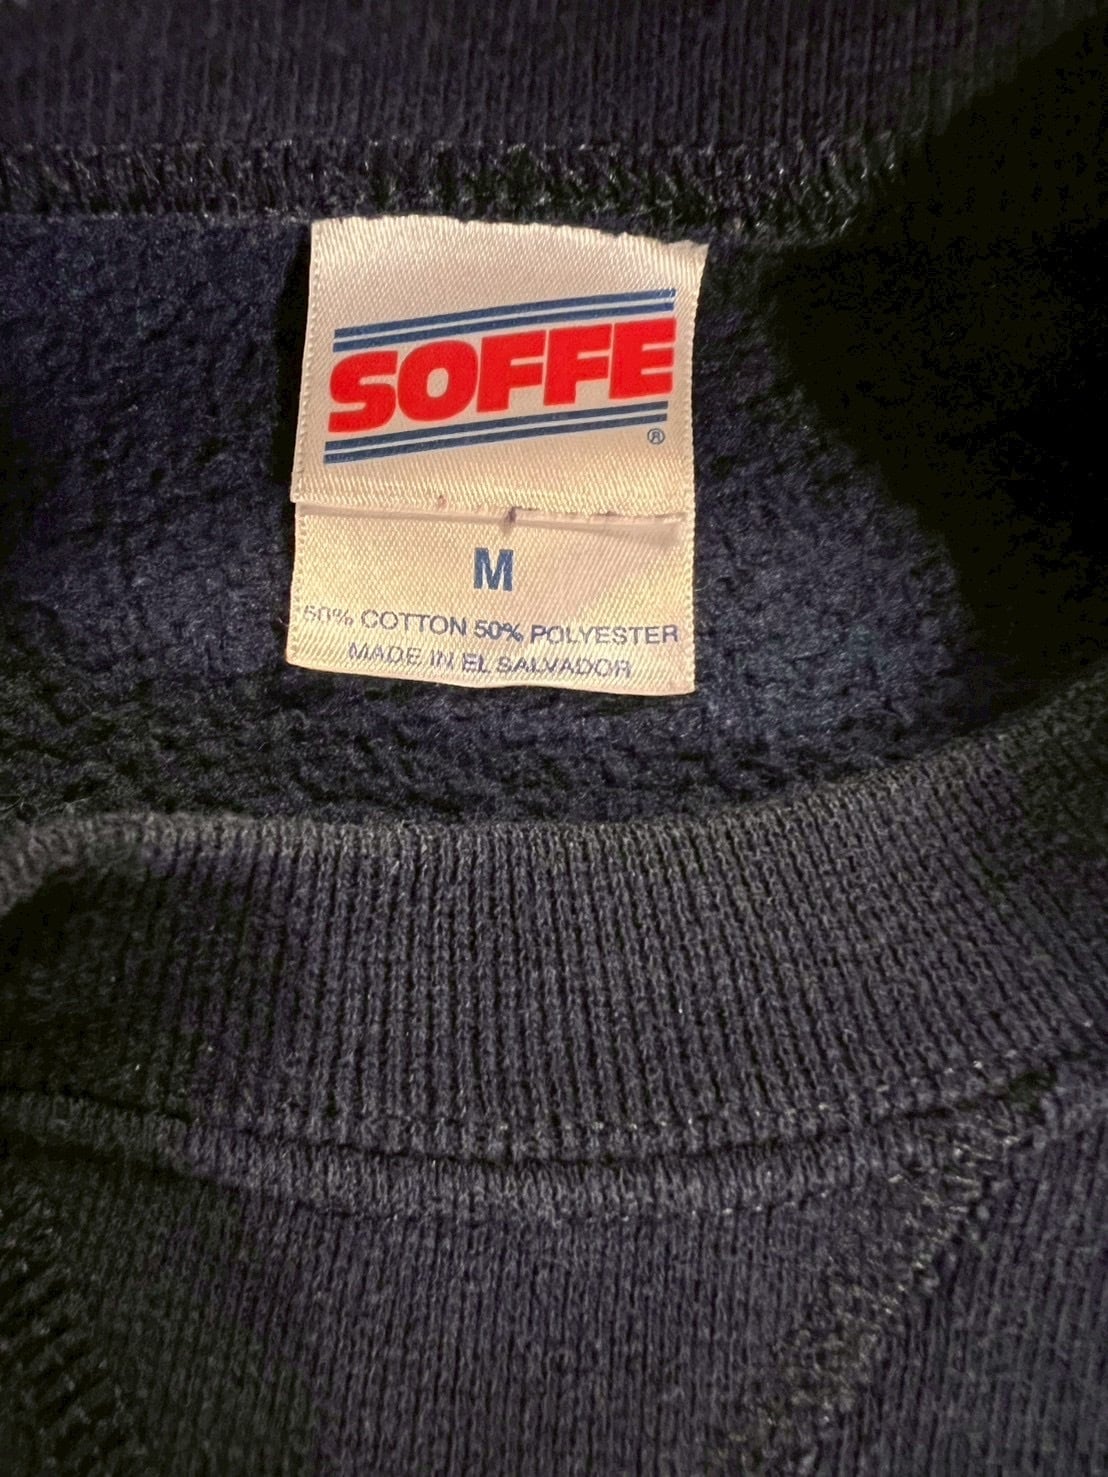 SOFFE
®
M
50% COTTON 50% POLYESTER
MADE IN EL SALVADOR